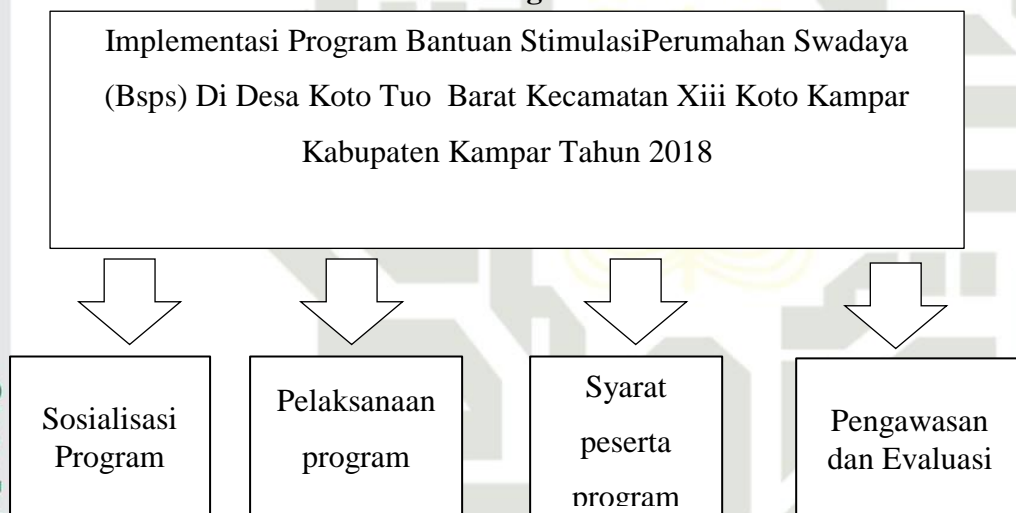 Implementasi Program Bantuan StimulasiPerumahan Swadaya
(Bsps) Di Desa Koto Tuo Barat Kecamatan Xiii Koto Kampar
Kabupaten Kampar Tahun 2018
Sosialisasi
Program
Pelaksanaan
program
Syarat
peserta
program
Pengawasan
dan Evaluasi